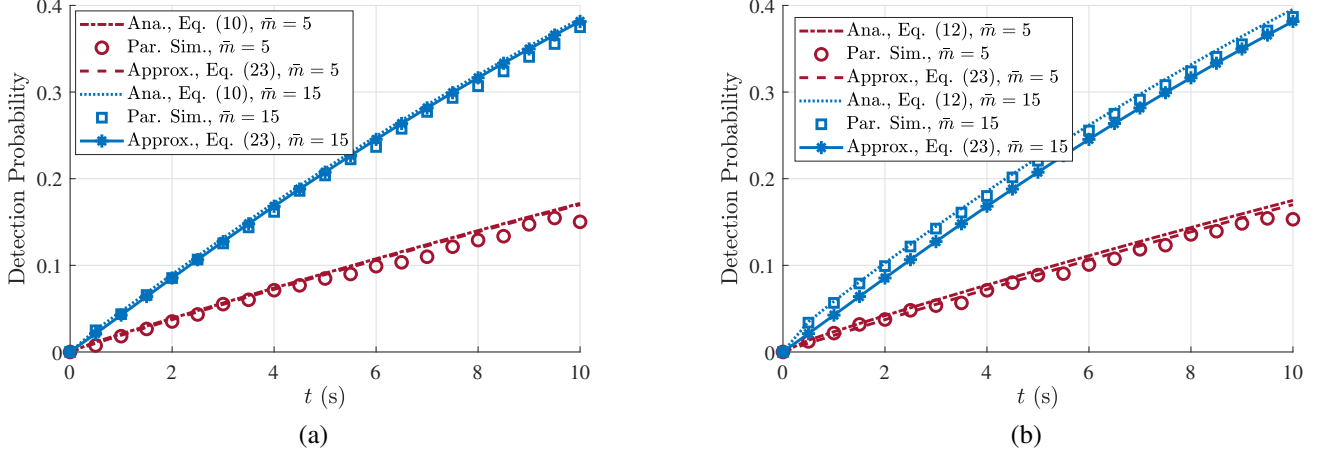 0.4
0.3
0.2
0.1
0
Detection Probability
Ana., Eq. (10), m̄ = 5
Par. Sim., m̄ = 5
Approx., Eq. (23), m̄ = 5
Ana., Eq. (10), m̄ = 15
Par. Sim., m̄ = 15
Approx., Eq. (23), m̄ = 15
0 2 4 6 8 10
t (s)
(a)
0.4
0.3
0.2
0.1
0
Detection Probability
Ana., Eq. (12), m̄ = 5
Par. Sim., m̄ = 5
Approx., Eq. (23), m̄ = 5
Ana., Eq. (12), m̄ = 15
Par. Sim., m̄ = 15
Approx., Eq. (23), m̄ = 15
0 2 4 6 8 10
t (s)
(b)